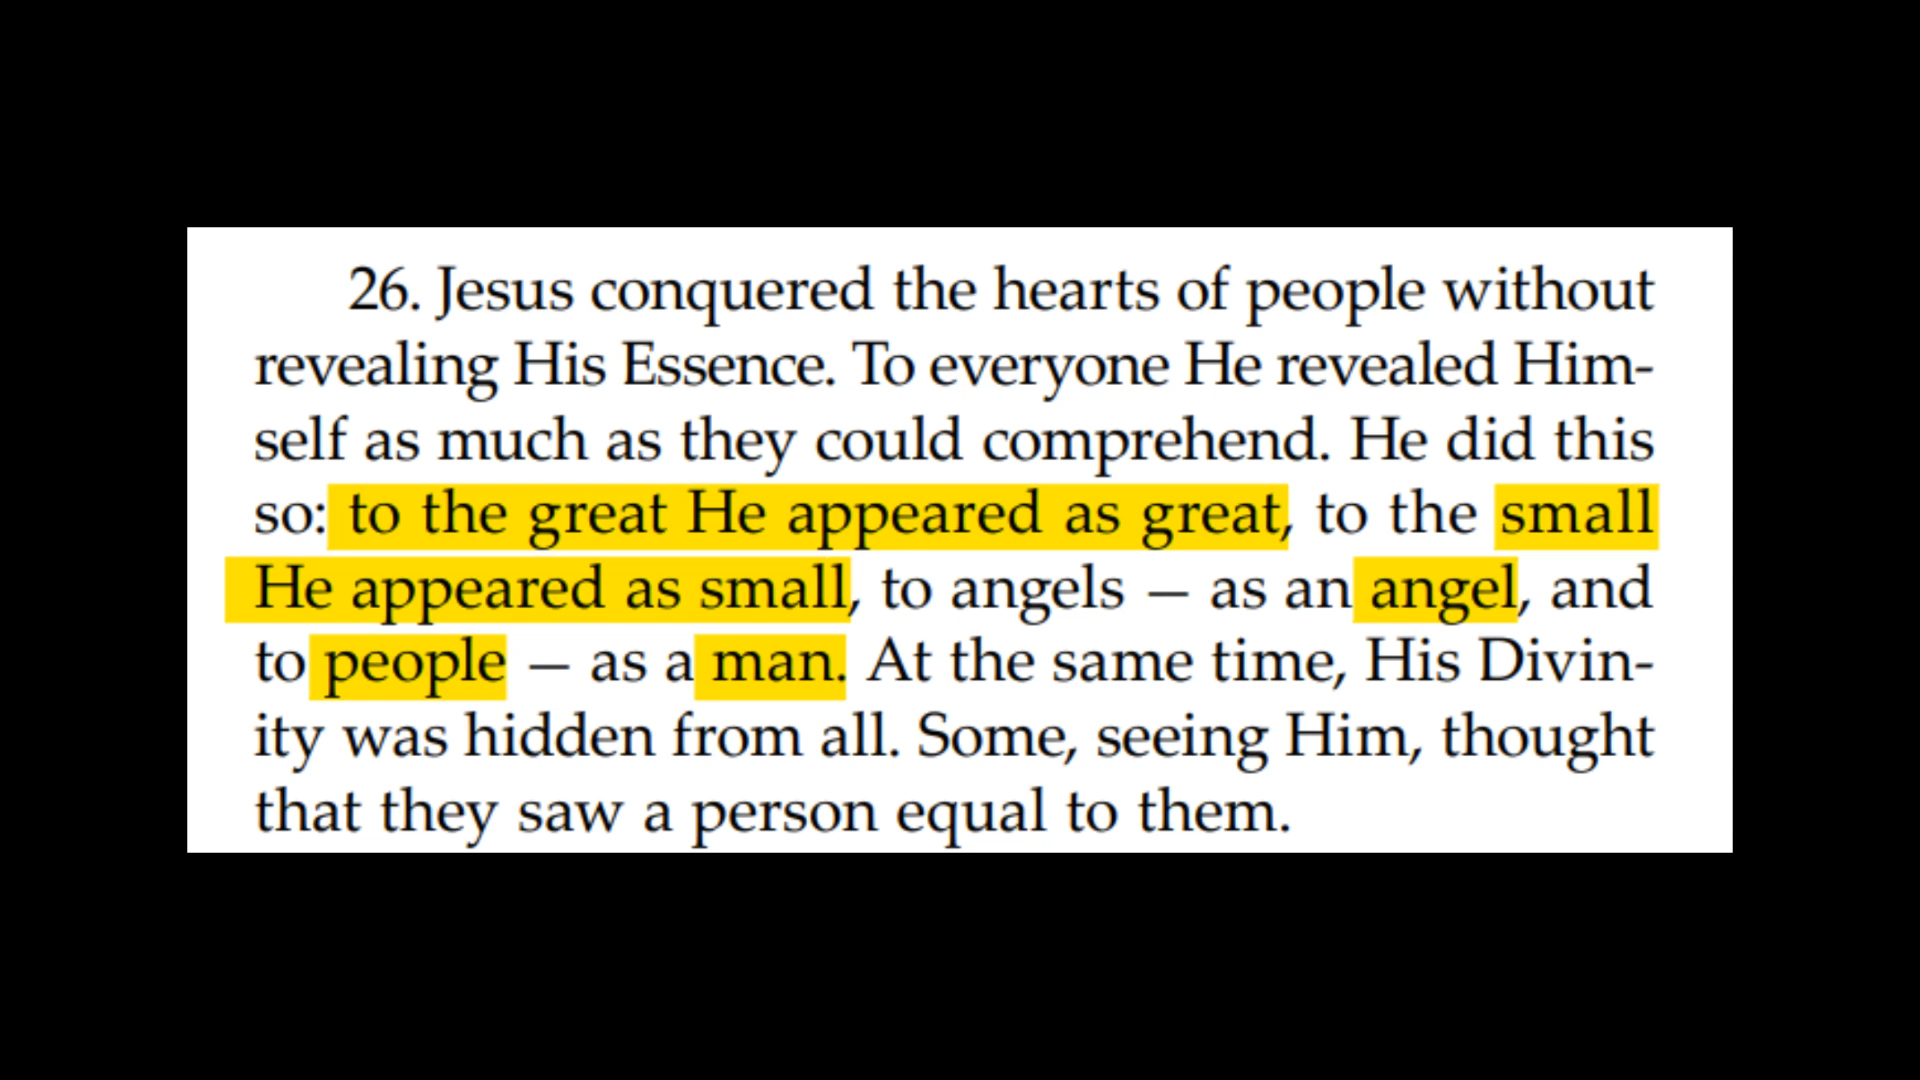 26. Jesus conquered the hearts of people without
revealing His Essence. To everyone He revealed Him-
self as much as they could comprehend. He did this
so: to the great He appeared as great, to the small
He appeared as small, to angels — as an angel, and
to people — as a man. At the same time, His Divin-
ity was hidden from all. Some, seeing Him, thought
that they saw a person equal to them.